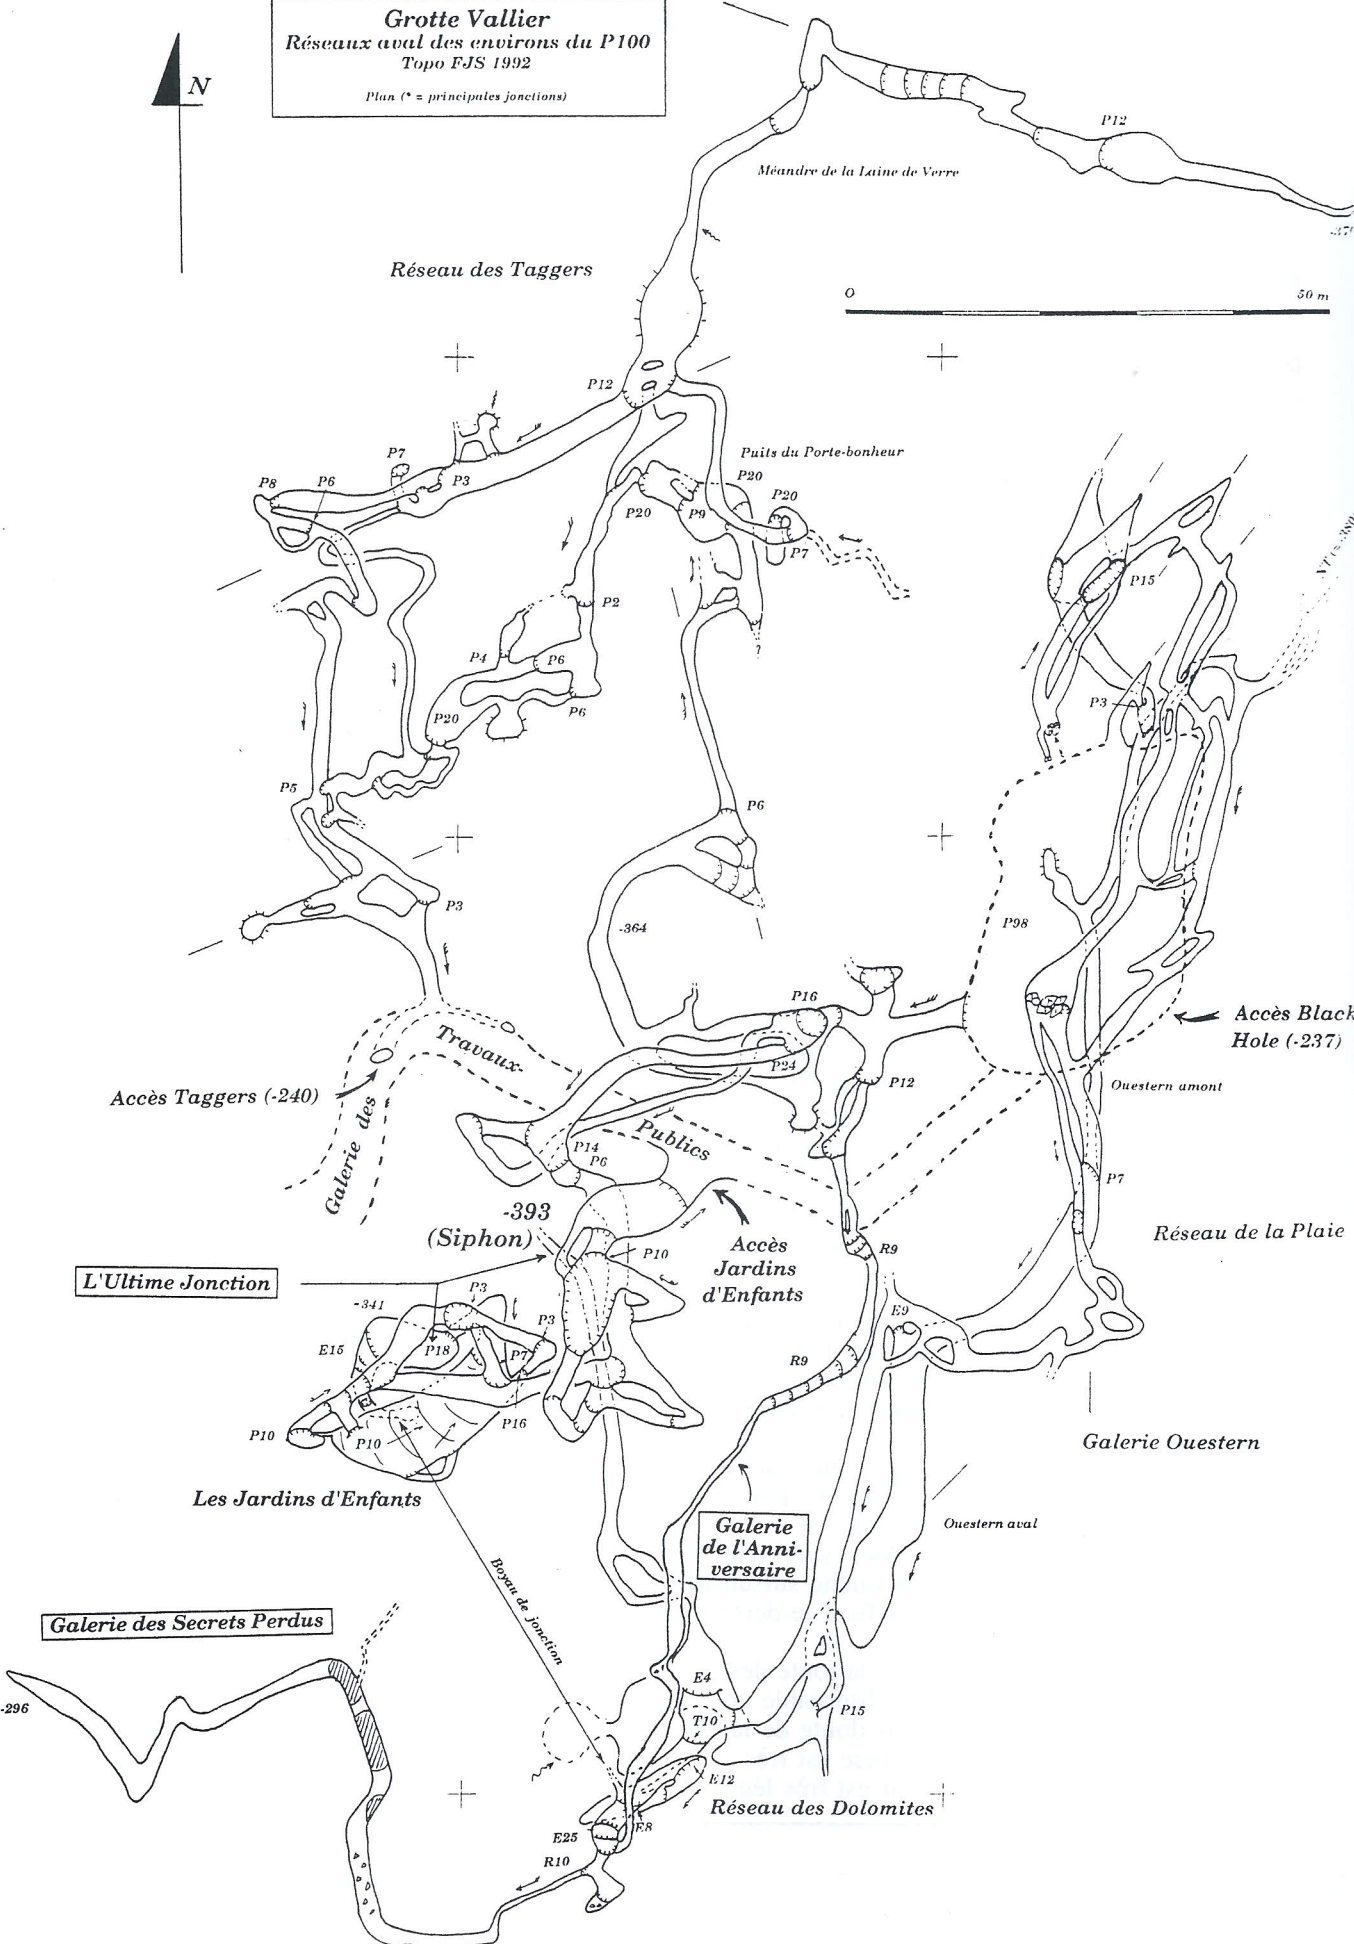 Grotte Vallier
Réseaux aval des environs du P100
Topo FJS 1992
Plan (* = principales jonctions)
N
P12
Méandre de la Laine de Verre
Réseau des Taggers
O
50 m
P12
Puits du Porte-bonheur
P7
P3
P8
P6
P20
P20
P20
P9
P7
P15
P2
P4
P6
P6
P3
P20
P5
P6
P3
-364
P98
P16
Accès Black
Hole (-237)
Travaux-
P24
P12
Ouestern amont
Accès Taggers (-240)
Galerie des
Publics
P14
P6
P7
-393
(Siphon)
Réseau de la Plaie
P10
R9
Accès
Jardins
d'Enfants
L'Ultime Jonction
P3
-341
E9
P3
E15
P18
P7
R9
P16
P10
P10
Galerie Ouestern
Les Jardins d'Enfants
Galerie
de l'Anni-
versaire
Ouestern aval
Boyau de jonction
Galerie des Secrets Perdus
E4
-296
P15
T10
E12
Réseau des Dolomites
E8
E25
R10